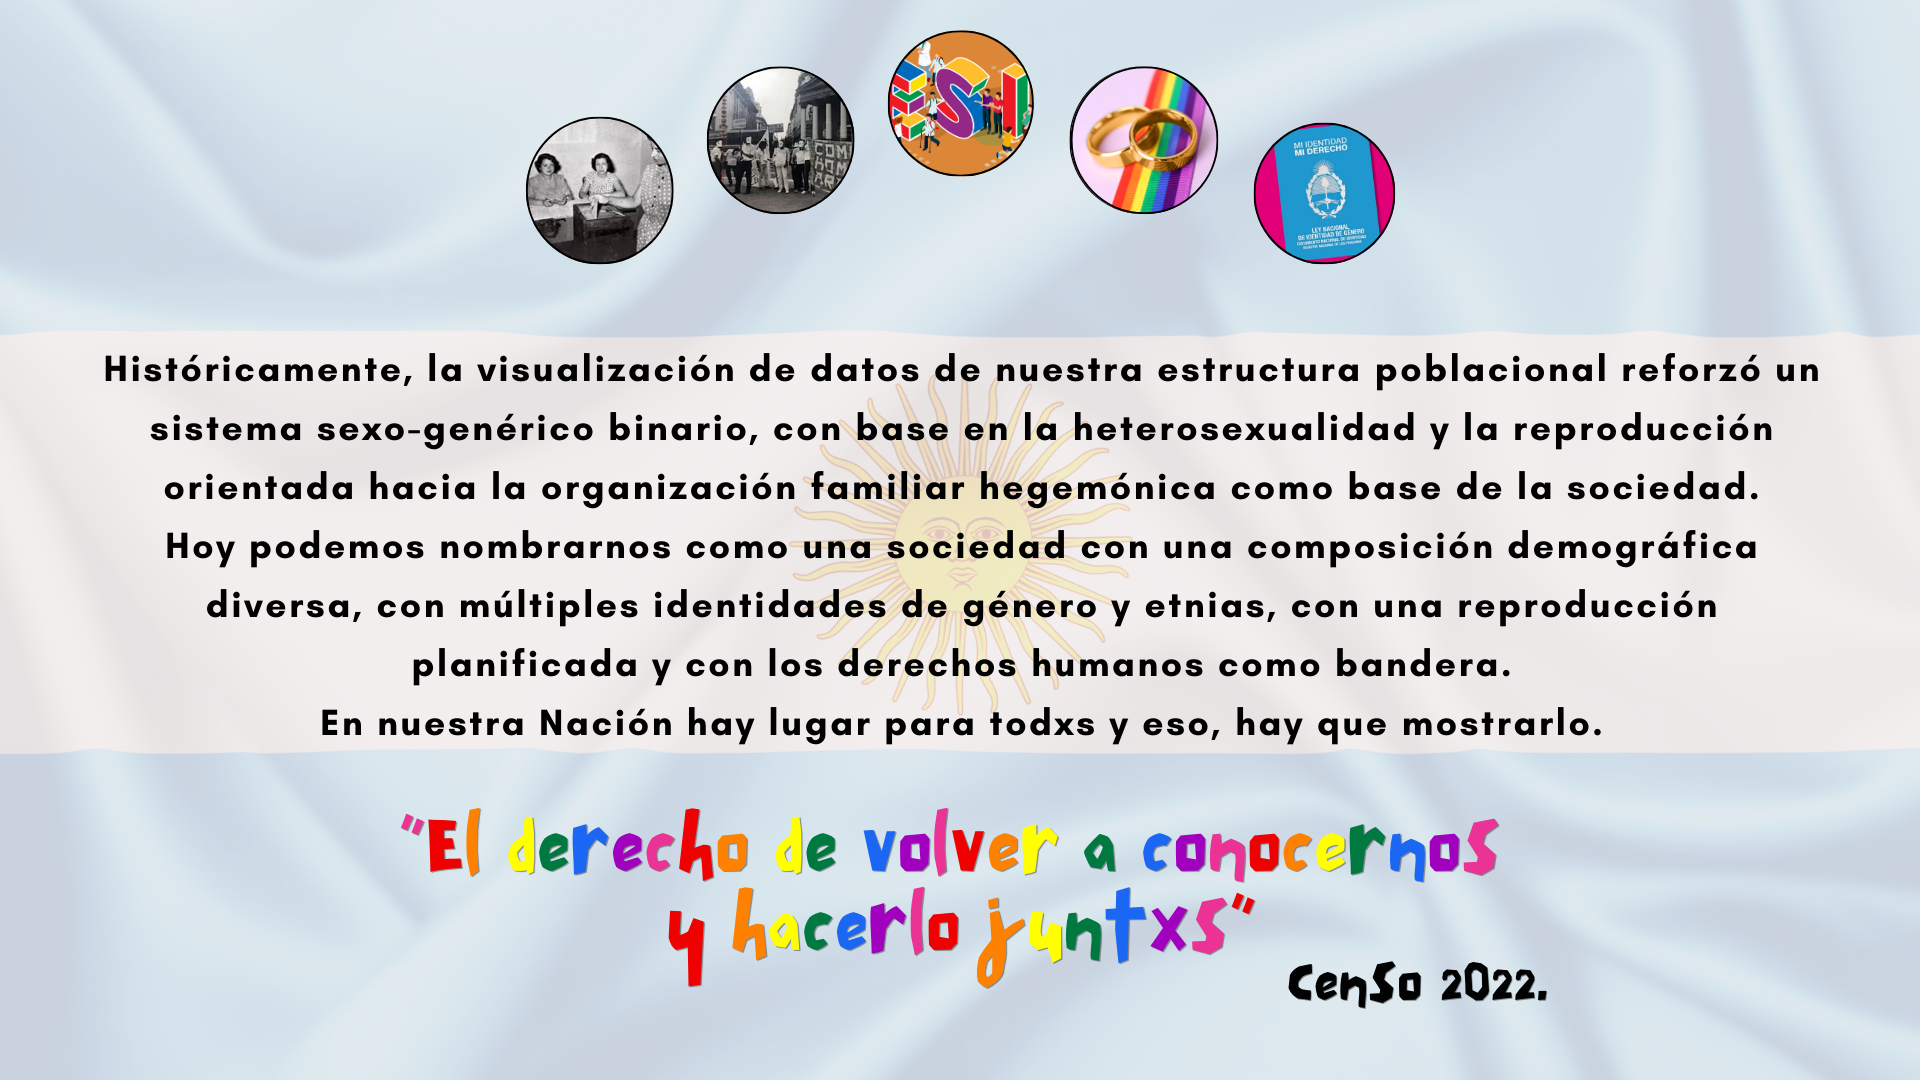 ESI
COM
HO
MAR
MI IDENTIDAD
MI DERECHO
LEY NACIONAL
DE IDENTIDAD DE GÉNERO
Históricamente, la visualización de datos de nuestra estructura poblacional reforzó un
sistema sexo-genérico binario, con base en la heterosexualidad y la reproducción
orientada hacia la organización familiar hegemónica como base de la sociedad.
Hoy podemos nombrarnos como una sociedad con una composición demográfica
diversa, con múltiples identidades de género y etnias, con una reproducción
planificada y con los derechos humanos como bandera.
En nuestra Nación hay lugar para todxs y eso, hay que mostrarlo.
"El derecho de volver a conocernos
y hacerlo juntxs"
Censo 2022.